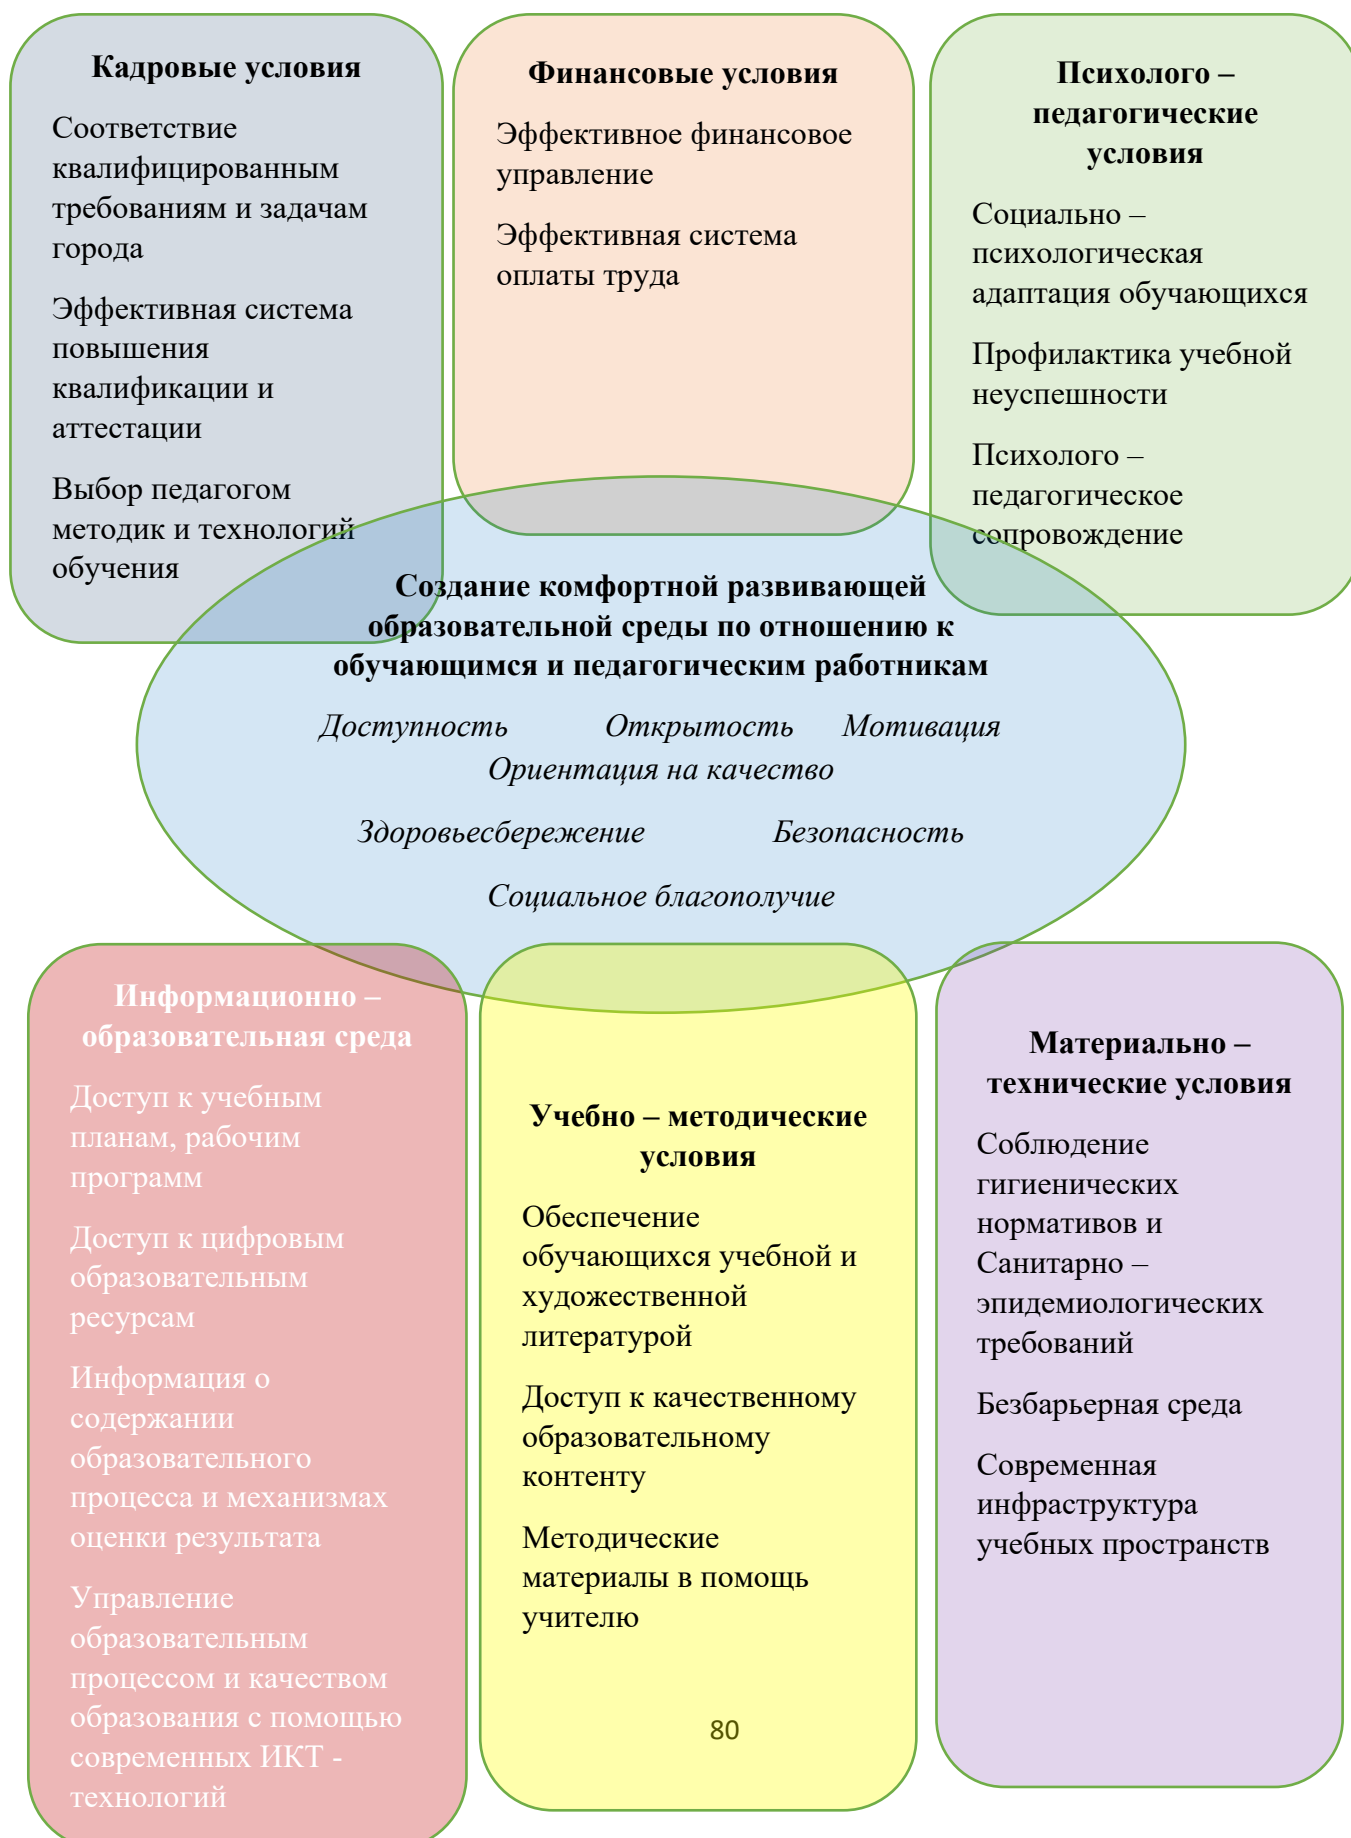 Кадровые условия
Соответствие
квалифицированным
требованиям и задачам
города
Эффективная система
повышения
квалификации и
аттестации
Выбор педагогом
методик и технологий
обучения
Финансовые условия
Эффективное финансовое
управление
Эффективная система
оплаты труда
Психолого –
педагогические
условия
Социально –
психологическая
адаптация обучающихся
Профилактика учебной
неуспешности
Психолого –
педагогическое
сопровождение
Создание комфортной развивающей
образовательной среды по отношению к
обучающимся и педагогическим работникам
Доступность Открытость Мотивация
Ориентация на качество
Здоровьесбережение Безопасность
Социальное благополучие
Информационно –
образовательная среда
Доступ к учебным
планам, рабочим
программ
Доступ к цифровым
образовательным
ресурсам
Информация о
содержании
образовательного
процесса и механизмах
оценки результата
Управление
образовательным
процессом и качеством
образования с помощью
современных ИКТ -
технологий
Учебно – методические
условия
Обеспечение
обучающихся учебной и
художественной
литературой
Доступ к качественному
образовательному
контенту
Методические
материалы в помощь
учителю
80
Материально –
технические условия
Соблюдение
гигиенических
нормативов и
Санитарно –
эпидемиологических
требований
Безбарьерная среда
Современная
инфраструктура
учебных пространств